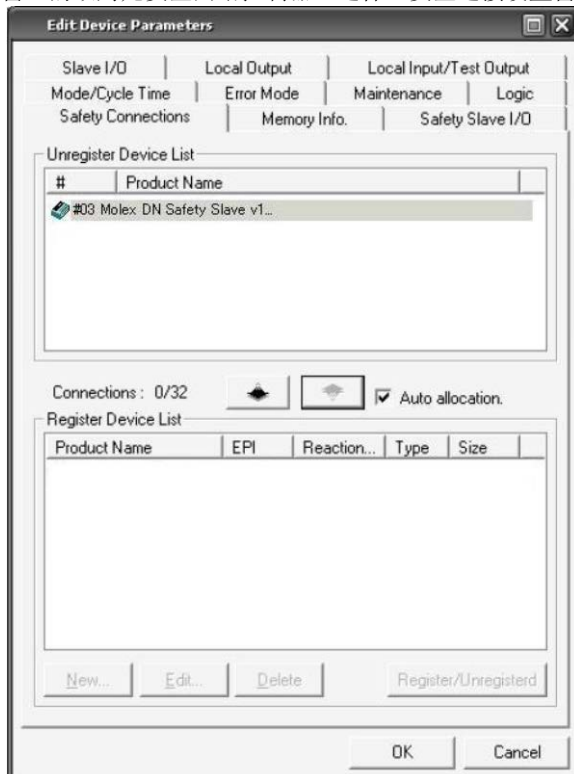 Edit Device Parameters
Slave I/O Local Output Local Input/Test Output
Mode/Cycle Time Error Mode Maintenance Logic
Safety Connections Memory Info. Safety Slave I/O
Unregister Device List
# Product Name
#03 Molex DN Safety Slave v1...
Connections : 0/32 Auto allocation.
Register Device List
Product Name EPI Reaction... Type Size
New... Edit... Delete Register/Unregisterd
OK Cancel